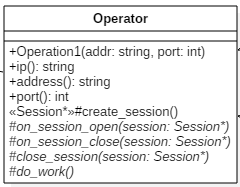 Operator
+Operation1(addr: string, port: int)
+ip(): string
+address(): string
+port(): int
«Session*»#create_session()
#on_session_open(session: Session*)
#on_session_close(session: Session*)
#close_session(session: Session*)
#do_work()